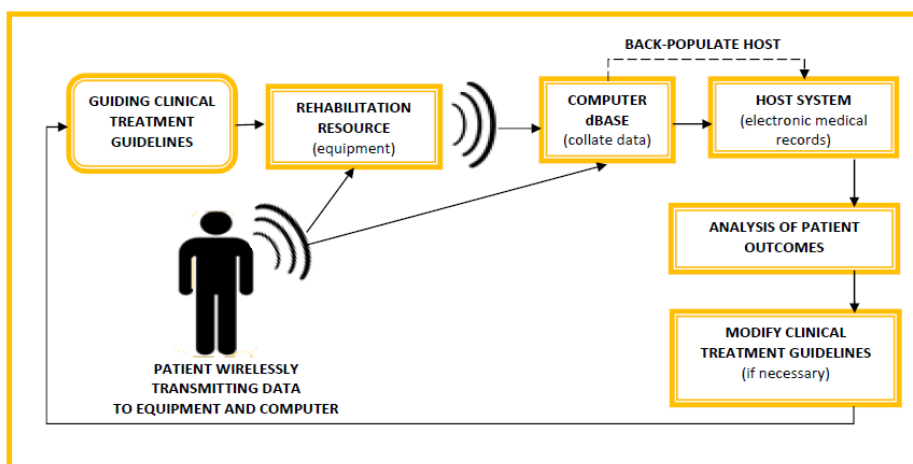 BACK-POPULATE HOST
GUIDING CLINICAL
TREATMENT
GUIDELINES
REHABILITATION
RESOURCE
(equipment)
COMPUTER
dBASE
(collate data)
HOST SYSTEM
(electronic medical
records)
ANALYSIS OF PATIENT
OUTCOMES
MODIFY CLINICAL
TREATMENT GUIDELINES
(if necessary)
PATIENT WIRELESSLY
TRANSMITTING DATA
TO EQUIPMENT AND COMPUTER